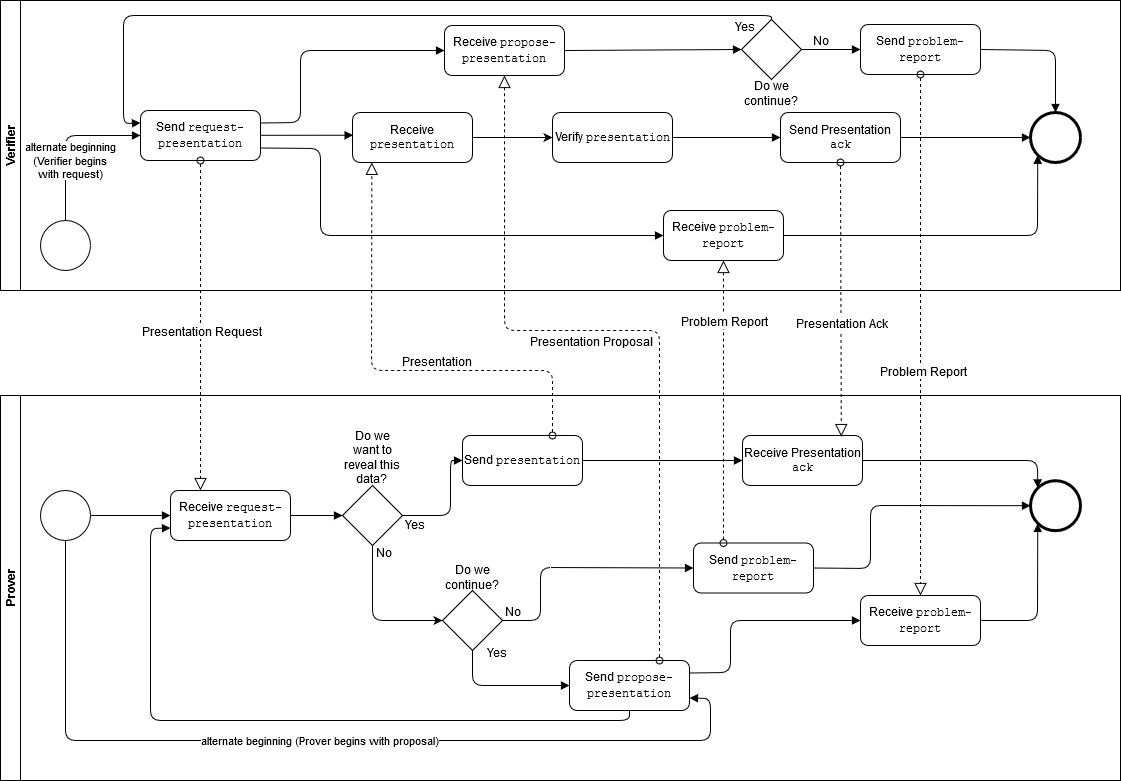 Verifier
Yes
Receive propose-
presentation
No
Send problem-
report
Do we
continue?
Send request-
presentation
Receive
presentation
Verify presentation
Send Presentation
ack
alternate beginning
(Verifier begins
with request)
Receive problem-
report
Presentation Request
Problem Report
Presentation Ack
Presentation Proposal
Presentation
Problem Report
Prover
Do we
want to
reveal this
data?
Send presentation
Receive Presentation
ack
Receive request-
presentation
Yes
No
Do we
continue?
Send problem-
report
No
Receive problem-
report
Yes
Send propose-
presentation
alternate beginning (Prover begins with proposal)